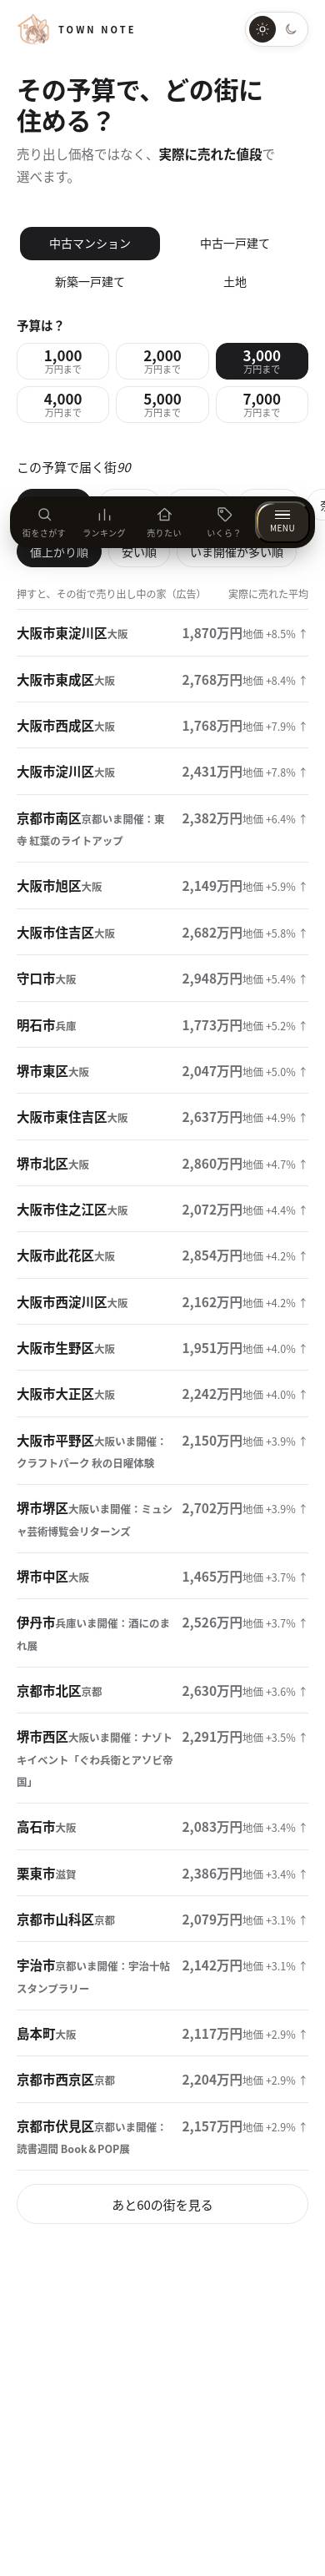 TOWN NOTE
その予算で、どの街に
住める？
売り出し価格ではなく、実際に売れた値段で
選べます。
中古マンション
中古一戸建て
新築一戸建て
土地
予算は？
1,000
万円まで
2,000
万円まで
3,000
万円まで
4,000
万円まで
5,000
万円まで
7,000
万円まで
この予算で届く街90
街をさがす
ランキング
売りたい
いくら？
MENU
値上がり順
安い順
いま開催が多い順
押すと、その街で売り出し中の家（広告）
実際に売れた平均
大阪市東淀川区大阪 1,870万円地価 +8.5% ↑
大阪市東成区大阪 2,768万円地価 +8.4% ↑
大阪市西成区大阪 1,768万円地価 +7.9% ↑
大阪市淀川区大阪 2,431万円地価 +7.8% ↑
京都市南区京都いま開催：東 2,382万円地価 +6.4% ↑
寺 紅葉のライトアップ
大阪市旭区大阪 2,149万円地価 +5.9% ↑
大阪市住吉区大阪 2,682万円地価 +5.8% ↑
守口市大阪 2,948万円地価 +5.4% ↑
明石市兵庫 1,773万円地価 +5.2% ↑
堺市東区大阪 2,047万円地価 +5.0% ↑
大阪市東住吉区大阪 2,637万円地価 +4.9% ↑
堺市北区大阪 2,860万円地価 +4.7% ↑
大阪市住之江区大阪 2,072万円地価 +4.4% ↑
大阪市此花区大阪 2,854万円地価 +4.2% ↑
大阪市西淀川区大阪 2,162万円地価 +4.2% ↑
大阪市生野区大阪 1,951万円地価 +4.0% ↑
大阪市大正区大阪 2,242万円地価 +4.0% ↑
大阪市平野区大阪いま開催： 2,150万円地価 +3.9% ↑
クラフトパーク 秋の日曜体験
堺市堺区大阪いま開催：ミュシ 2,702万円地価 +3.9% ↑
ャ芸術博覧会リターンズ
堺市中区大阪 1,465万円地価 +3.7% ↑
伊丹市兵庫いま開催：酒にのま 2,526万円地価 +3.7% ↑
れ展
京都市北区京都 2,630万円地価 +3.6% ↑
堺市西区大阪いま開催：ナゾト 2,291万円地価 +3.5% ↑
キイベント「ぐわ兵衛とアソビ帝
国」
高石市大阪 2,083万円地価 +3.4% ↑
栗東市滋賀 2,386万円地価 +3.4% ↑
京都市山科区京都 2,079万円地価 +3.1% ↑
宇治市京都いま開催：宇治十帖 2,142万円地価 +3.1% ↑
スタンプラリー
島本町大阪 2,117万円地価 +2.9% ↑
京都市西京区京都 2,204万円地価 +2.9% ↑
京都市伏見区京都いま開催： 2,157万円地価 +2.9% ↑
読書週間 Book＆POP展
あと60の街を見る